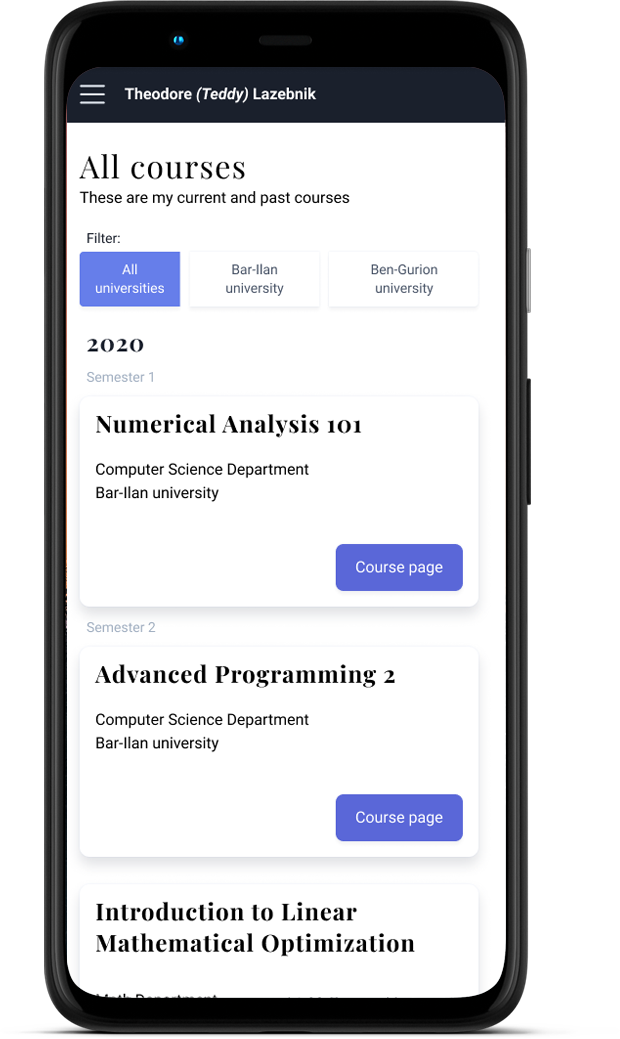 Theodore (Teddy) Lazebnik
All courses
These are my current and past courses
Filter:
All
universities
Bar-Ilan
university
Ben-Gurion
university
2020
Semester 1
Numerical Analysis 101
Computer Science Department
Bar-Ilan university
Course page
Semester 2
Advanced Programming 2
Computer Science Department
Bar-Ilan university
Course page
Introduction to Linear
Mathematical Optimization
Math Department